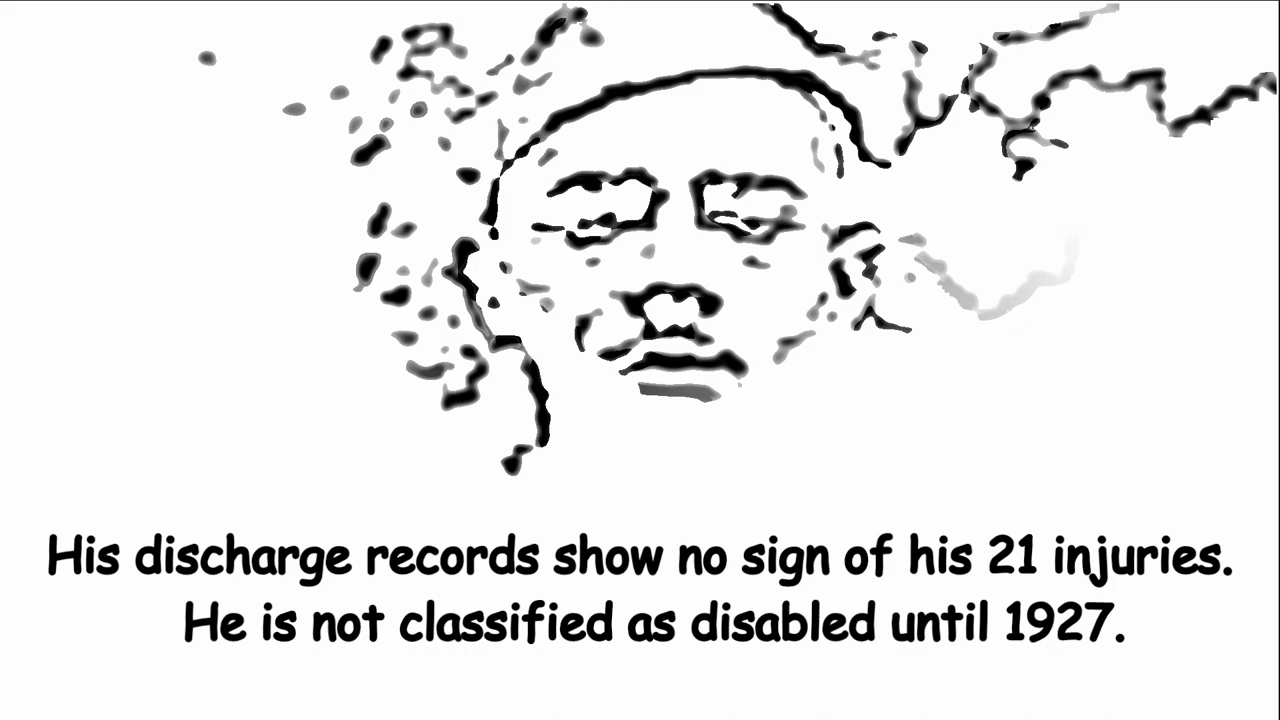 His discharge records show no sign of his 21 injuries.
He is not classified as disabled until 1927.